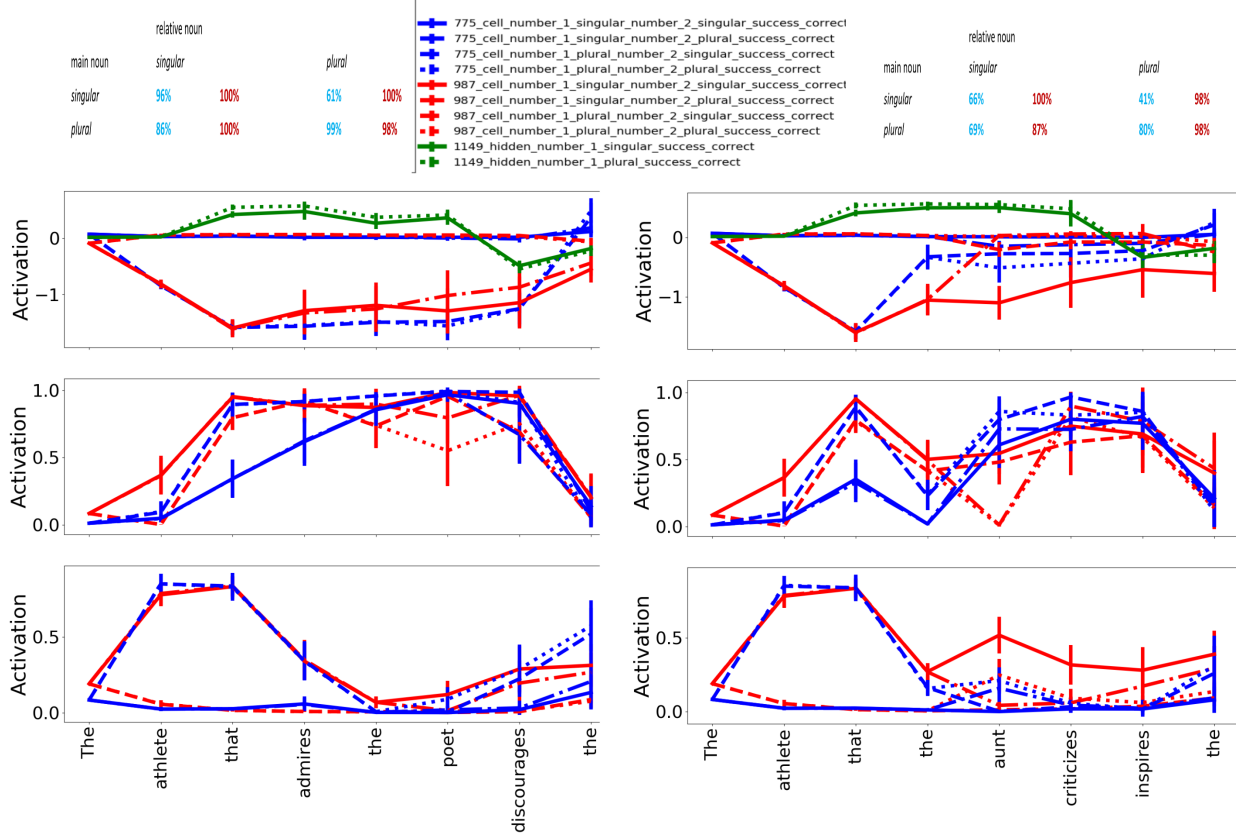 relative noun
main noun singular plural
singular 96% 100% 61% 100%
plural 86% 100% 99% 98%
775_cell_number_1_singular_number_2_singular_success_correct
775_cell_number_1_singular_number_2_plural_success_correct
775_cell_number_1_plural_number_2_singular_success_correct
775_cell_number_1_plural_number_2_plural_success_correct
987_cell_number_1_singular_number_2_singular_success_correct
987_cell_number_1_singular_number_2_plural_success_correct
987_cell_number_1_plural_number_2_singular_success_correct
987_cell_number_1_plural_number_2_plural_success_correct
1149_hidden_number_1_singular_success_correct
1149_hidden_number_1_plural_success_correct
relative noun
main noun singular plural
singular 66% 100% 41% 98%
plural 69% 87% 80% 98%
Activation
0
−1
Activation
0
−1
Activation
1.0
0.5
0.0
Activation
1.0
0.5
0.0
Activation
0.5
0.0
The athlete that admires the poet discourages the
Activation
0.5
0.0
The athlete that the aunt criticizes inspires the